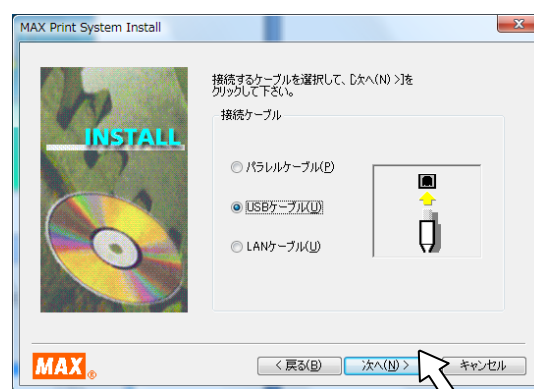 MAX Print System Install
接続するケーブルを選択して、[次へ(N) >]を
クリックして下さい。
INSTALL
接続ケーブル
パラレルケーブル(P)
USBケーブル(U)
LANケーブル(U)
MAX®
< 戻る(B)
次へ(N) >
キャンセル